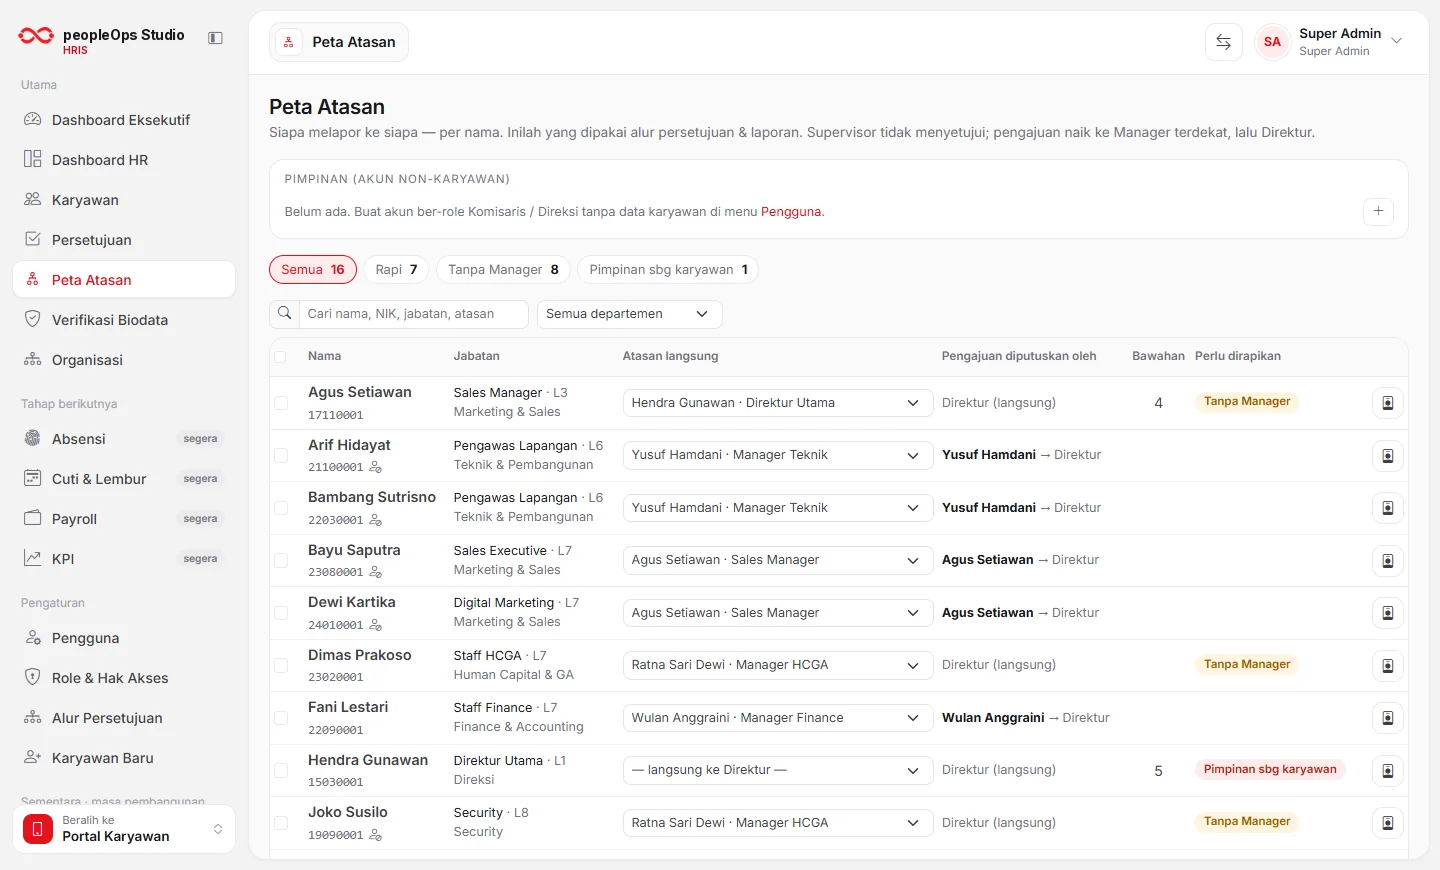 peopleOps Studio
HRIS
Utama
Dashboard Eksekutif
Dashboard HR
Karyawan
Persetujuan
Peta Atasan
Verifikasi Biodata
Organisasi
Tahap berikutnya
Absensi segera
Cuti & Lembur segera
Payroll segera
KPI segera
Pengaturan
Pengguna
Role & Hak Akses
Alur Persetujuan
Karyawan Baru
Sementara · masa pembangunan
Beralih ke
Portal Karyawan
Peta Atasan
SA
Super Admin
Super Admin
Peta Atasan
Siapa melapor ke siapa — per nama. Inilah yang dipakai alur persetujuan & laporan. Supervisor tidak menyetujui; pengajuan naik ke Manager terdekat, lalu Direktur.
PIMPINAN (AKUN NON-KARYAWAN)
Belum ada. Buat akun ber-role Komisaris / Direksi tanpa data karyawan di menu Pengguna.
Semua 16 Rapi 7 Tanpa Manager 8 Pimpinan sbg karyawan 1
Cari nama, NIK, jabatan, atasan Semua departemen
Nama Jabatan Atasan langsung Pengajuan diputuskan oleh Bawahan Perlu dirapikan
Agus Setiawan Sales Manager · L3 Hendra Gunawan · Direktur Utama Direktur (langsung) 4 Tanpa Manager
17110001 Marketing & Sales
Arif Hidayat Pengawas Lapangan · L6 Yusuf Hamdani · Manager Teknik Yusuf Hamdani → Direktur
21100001 Teknik & Pembangunan
Bambang Sutrisno Pengawas Lapangan · L6 Yusuf Hamdani · Manager Teknik Yusuf Hamdani → Direktur
22030001 Teknik & Pembangunan
Bayu Saputra Sales Executive · L7 Agus Setiawan · Sales Manager Agus Setiawan → Direktur
23080001 Marketing & Sales
Dewi Kartika Digital Marketing · L7 Agus Setiawan · Sales Manager Agus Setiawan → Direktur
24010001 Marketing & Sales
Dimas Prakoso Staff HCGA · L7 Ratna Sari Dewi · Manager HCGA Direktur (langsung) Tanpa Manager
23020001 Human Capital & GA
Fani Lestari Staff Finance · L7 Wulan Anggraini · Manager Finance Wulan Anggraini → Direktur
22090001 Finance & Accounting
Hendra Gunawan Direktur Utama · L1 — langsung ke Direktur — Direktur (langsung) 5 Pimpinan sbg karyawan
15030001 Direksi
Joko Susilo Security · L8 Ratna Sari Dewi · Manager HCGA Direktur (langsung) Tanpa Manager
19090001 Security